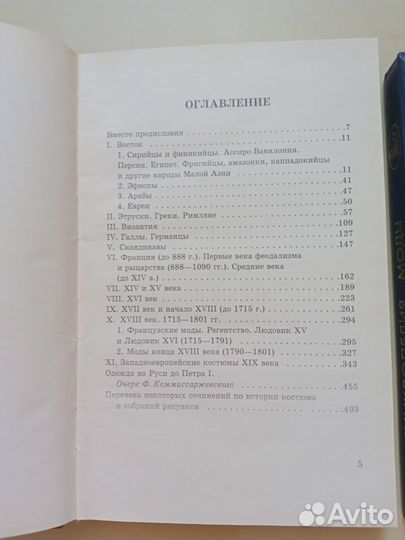 ОГЛАВЛЕНИЕ
Вместо предисловия . . . . . . . . . . 7
I. Восток . . . . . . . . . . 11
1. Сирийцы и финикийцы. Ассиро-Вавилония.
Персия. Египет. Фригийцы, амазонки, каппадокийцы
и другие народы Малой Азии . . . . . . . . . . 11
2. Эфиопы . . . . . . . . . . 41
3. Арабы . . . . . . . . . . 47
4. Евреи . . . . . . . . . . 50
II. Этруски. Греки. Римляне . . . . . . . . . . 57
III. Византия . . . . . . . . . . 109
IV. Галлы. Германцы . . . . . . . . . . 127
V. Скандинавы . . . . . . . . . . 147
VI. Франция (до 888 г.). Первые века феодализма
и рыцарства (888—1090 гг.). Средние века
(до XIV в.) . . . . . . . . . . 162
VII. XIV и XV века . . . . . . . . . . 189
VIII. XVI век . . . . . . . . . . 223
IX. XVII век и начало XVIII (до 1715 г.) . . . . . . . . . . 261
X. XVIII век. 1715—1801 гг. . . . . . . . . . . 294
1. Французские моды. Регентство. Людовик XV
и Людовик XVI (1715—1791) . . . . . . . . . . 295
2. Моды конца XVIII века (1790—1801) . . . . . . . . . . 327
XI. Западноевропейские костюмы XIX века . . . . . . . . . . 343
Одежда на Руси до Петра I.
Очерк Ф. Комиссаржевского . . . . . . . . . . 455
Перечень некоторых сочинений по истории костюма
и собраний рисунков . . . . . . . . . . 493
5
Avito